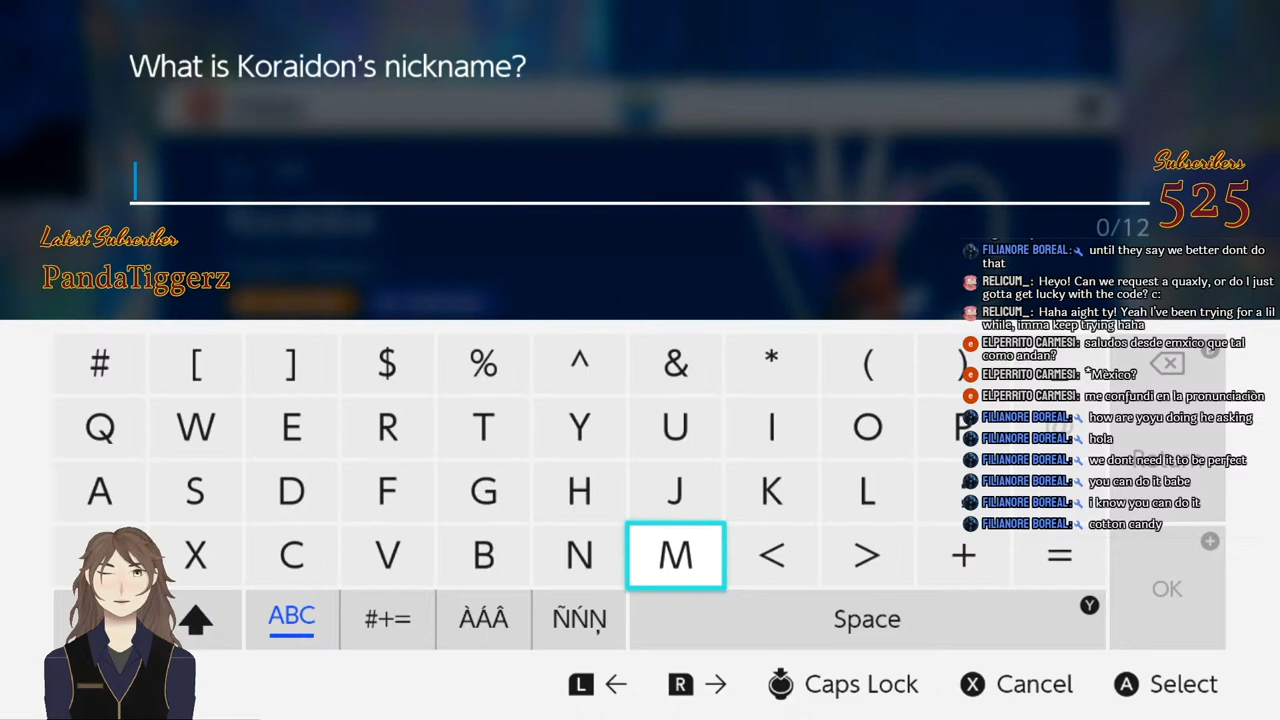 What is Koraidon's nickname?
0/12
Subscribers
525
Latest Subscriber
PandaTiggerz
FILIANORE BOREAL: until they say we better dont do
that
RELICUM_: Heyo! Can we request a quaxly, or do I just
gotta get lucky with the code? c:
RELICUM_: Haha aight ty! Yeah I've been trying for a lil
while, imma keep trying haha
ELPERRITO CARMESI: saludos desde emxico que tal
como andan?
ELPERRITO CARMESI: *Mèxico?
ELPERRITO CARMESI: me confundi en la pronunciaciòn
FILIANORE BOREAL: how are yoyu doing he asking
FILIANORE BOREAL: hola
FILIANORE BOREAL: we dont need it to be perfect
FILIANORE BOREAL: you can do it babe
FILIANORE BOREAL: i know you can do it
FILIANORE BOREAL: cotton candy
# [ ] $ % ^ & * ( )
Q W E R T Y U I O P @
A S D F G H J K L
Return
X C V B N M < > + =
OK
ABC #+= ÀÁÂ ÑŃŅ Space Y
L ← R → Caps Lock X Cancel A Select